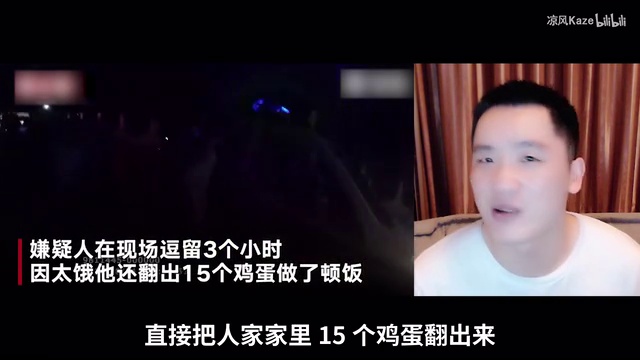 凉风Kaze bilibili
嫌疑人在现场逗留3个小时
因太饿他还翻出15个鸡蛋做了顿饭
直接把人家家里 15 个鸡蛋翻出来